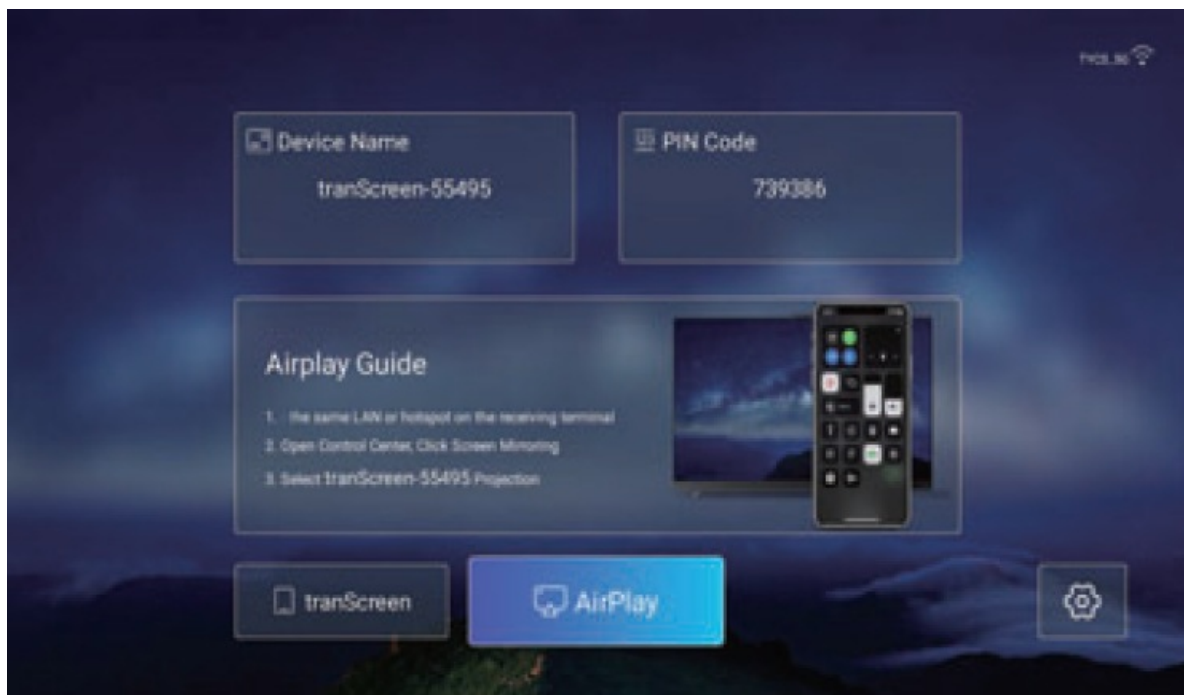 Device Name
tranScreen-55495
PIN Code
739386
Airplay Guide
1. the same LAN or hotspot on the receiving terminal
2. Open Control Center, Click Screen Mirroring
3. Select tranScreen-55495 Projection
tranScreen
AirPlay